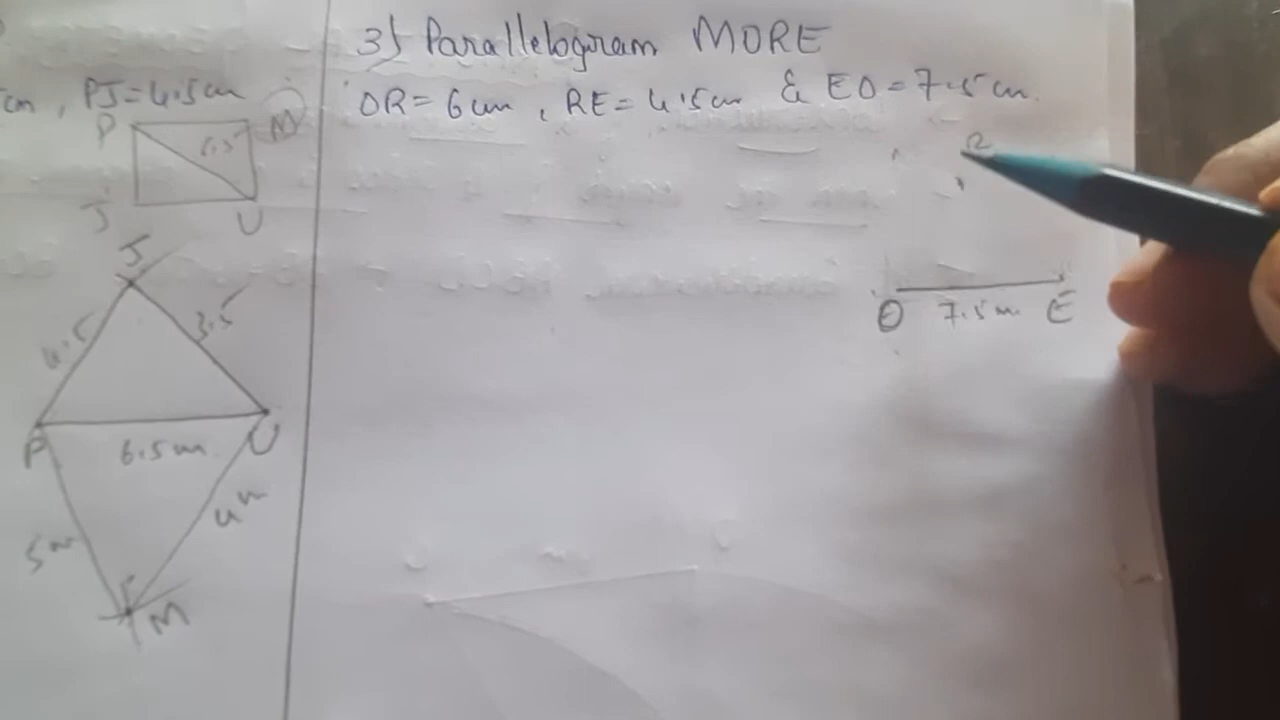 cm, PJ=4.5cm
P
6.5
M
J
U
J
4.5
3.5
P
6.5cm
U
5cm
4cm
M
3) Parallelogram MORE
OR=6cm, RE=4.5cm & EO=7.5cm.
R
O 7.5cm E